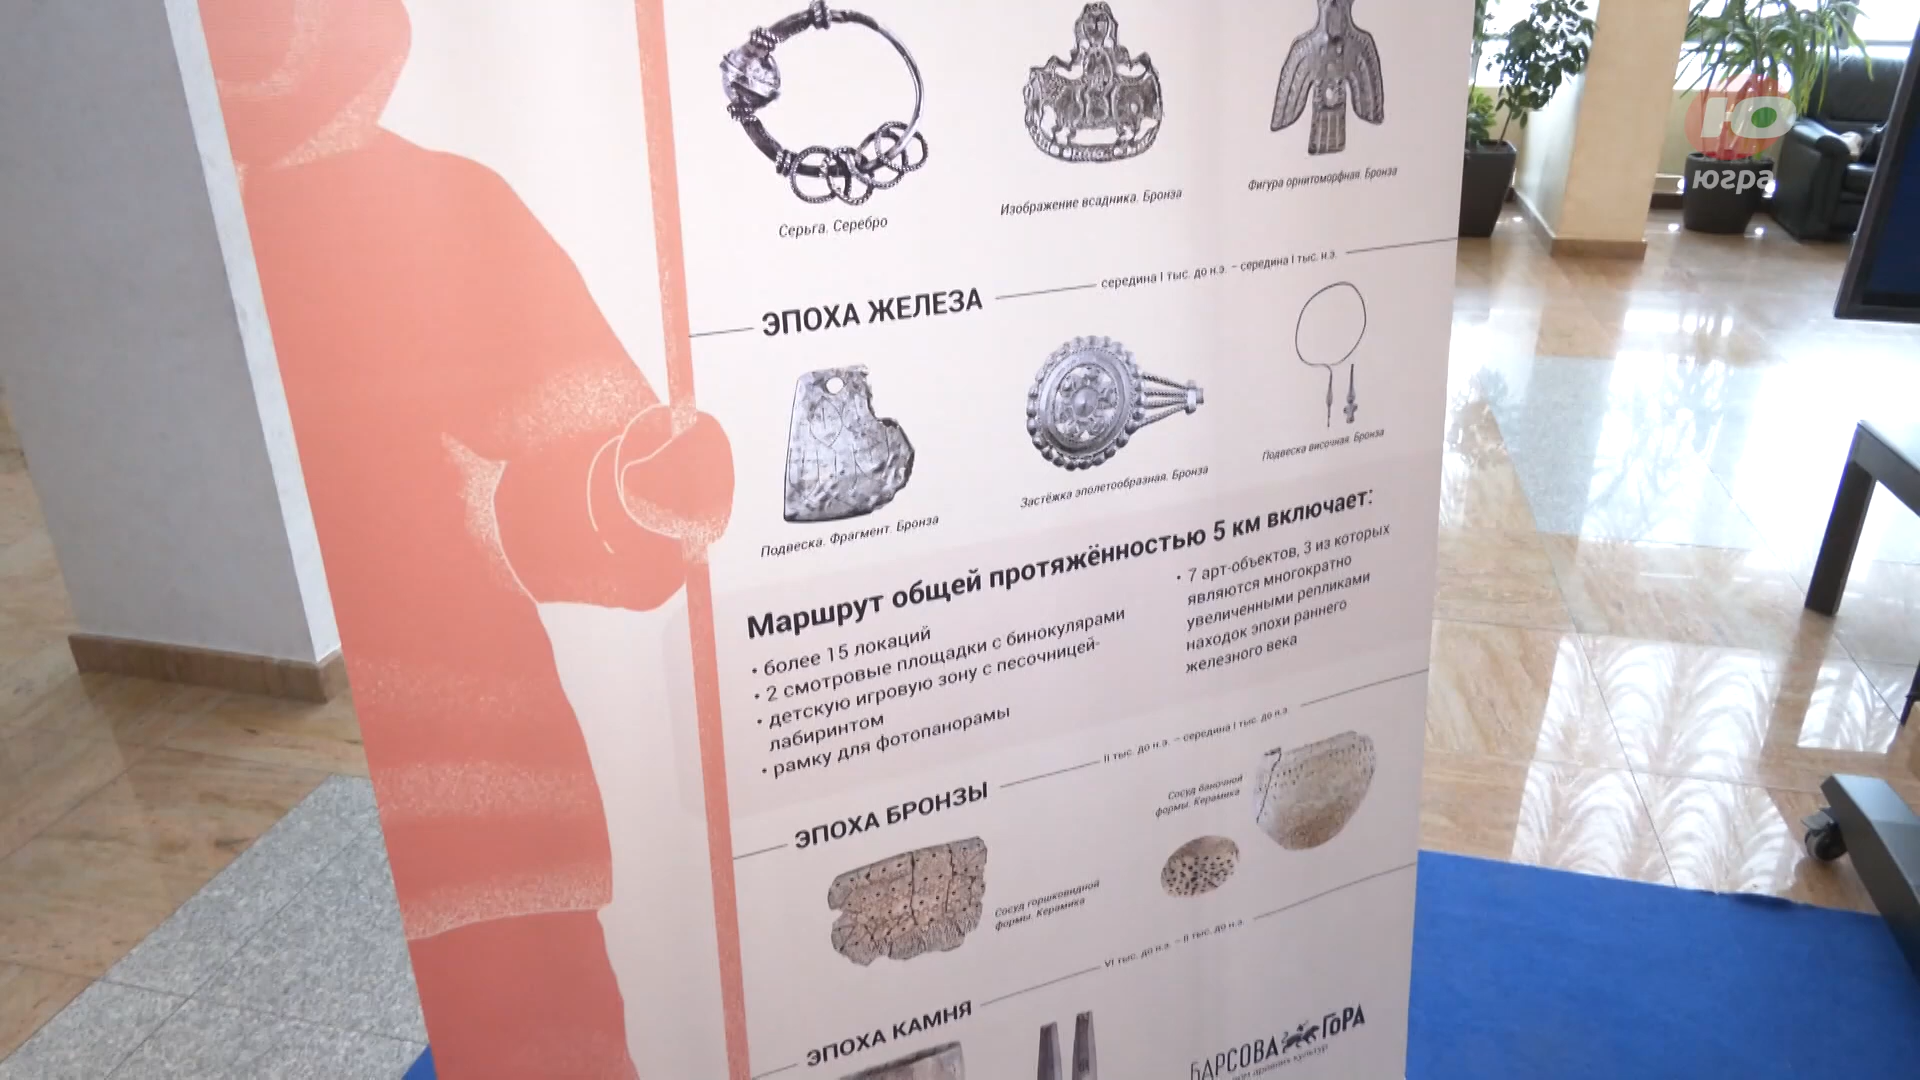 Серьга. Серебро
Изображение всадника. Бронза
Фигура орнитоморфная. Бронза
Ю
югра
ЭПОХА ЖЕЛЕЗА
середина I тыс. до н.э. – середина I тыс. н.э.
Подвеска. Фрагмент. Бронза
Застёжка эполетообразная. Бронза
Подвеска височная. Бронза
Маршрут общей протяжённостью 5 км включает:
• более 15 локаций
• 2 смотровые площадки с бинокулярами
• детскую игровую зону с песочницей-
лабиринтом
• рамку для фотопанорамы
• 7 арт-объектов, 3 из которых
являются многократно
увеличенными репликами
находок эпохи раннего
железного века
ЭПОХА БРОНЗЫ
II тыс. до н.э. – середина I тыс. до н.э.
Сосуд баночной
формы. Керамика
Сосуд горшковидной
формы. Керамика
ЭПОХА КАМНЯ
VI тыс. до н.э. – II тыс. до н.э.
БАРСОВА ГОРА
древних культур